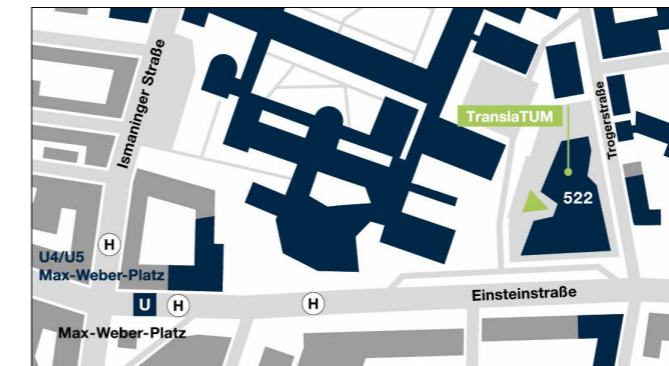 Ismaninger Straße
TranslaTUM
Trogerstraße
522
H
U4/U5
Max-Weber-Platz
U
H
H
Einsteinstraße
Max-Weber-Platz